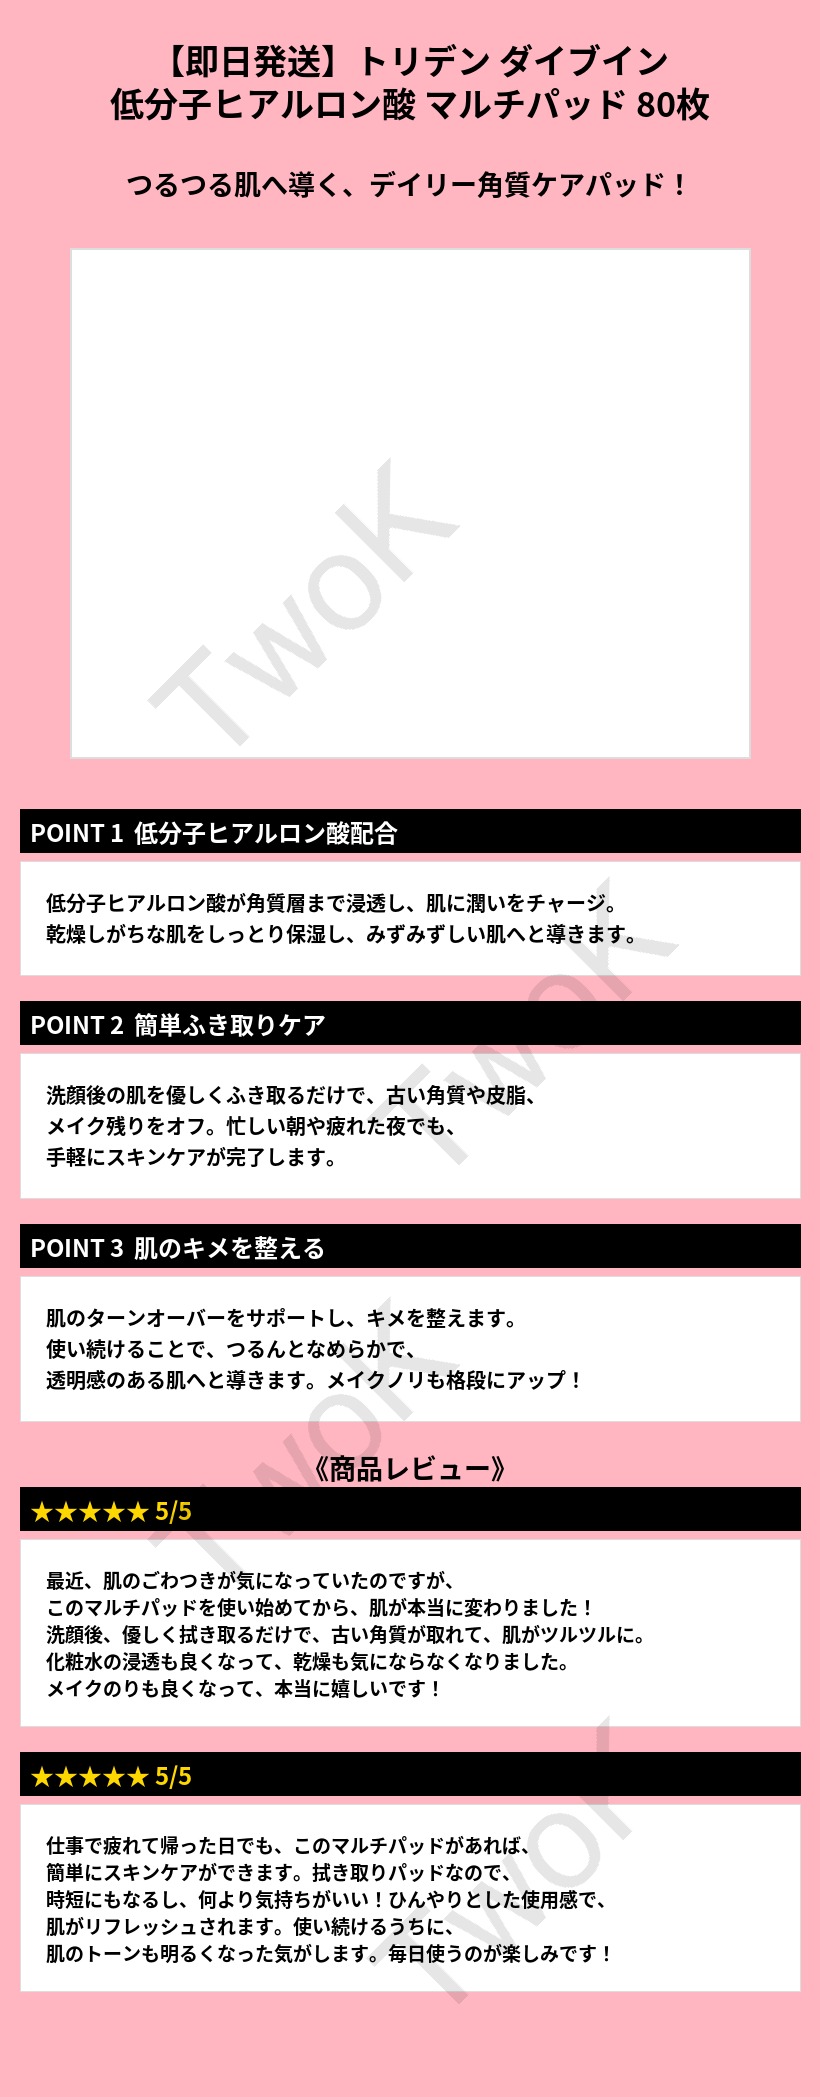 【即日発送】トリデン ダイブイン
低分子ヒアルロン酸 マルチパッド 80枚
つるつる肌へ導く、デイリー角質ケアパッド！
TwoK
POINT 1 低分子ヒアルロン酸配合
低分子ヒアルロン酸が角質層まで浸透し、肌に潤いをチャージ。
乾燥しがちな肌をしっとり保湿し、みずみずしい肌へと導きます。
TwoK
POINT 2 簡単ふき取りケア
洗顔後の肌を優しくふき取るだけで、古い角質や皮脂、
メイク残りをオフ。忙しい朝や疲れた夜でも、
手軽にスキンケアが完了します。
POINT 3 肌のキメを整える
肌のターンオーバーをサポートし、キメを整えます。
使い続けることで、つるんとなめらかで、
透明感のある肌へと導きます。メイクノリも格段にアップ！
TwoK
《商品レビュー》
★★★★★ 5/5
最近、肌のごわつきが気になっていたのですが、
このマルチパッドを使い始めてから、肌が本当に変わりました！
洗顔後、優しく拭き取るだけで、古い角質が取れて、肌がツルツルに。
化粧水の浸透も良くなって、乾燥も気にならなくなりました。
メイクのりも良くなって、本当に嬉しいです！
★★★★★ 5/5
仕事で疲れて帰った日でも、このマルチパッドがあれば、
簡単にスキンケアができます。拭き取りパッドなので、
時短にもなるし、何より気持ちがいい！ひんやりとした使用感で、
肌がリフレッシュされます。使い続けるうちに、
肌のトーンも明るくなった気がします。毎日使うのが楽しみです！
TwoK